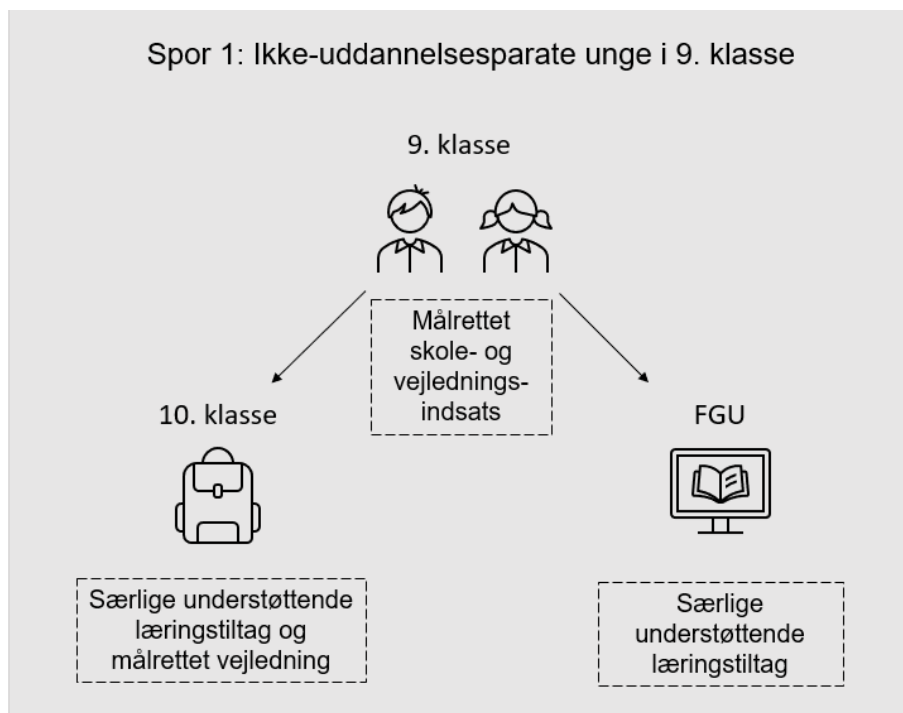 Spor 1: Ikke-uddannelsesparate unge i 9. klasse
9. klasse
Målrettet
skole- og
vejlednings-
indsats
10. klasse
FGU
Særlige understøttende
læringstiltag og
målrettet vejledning
Særlige
understøttende
læringstiltag